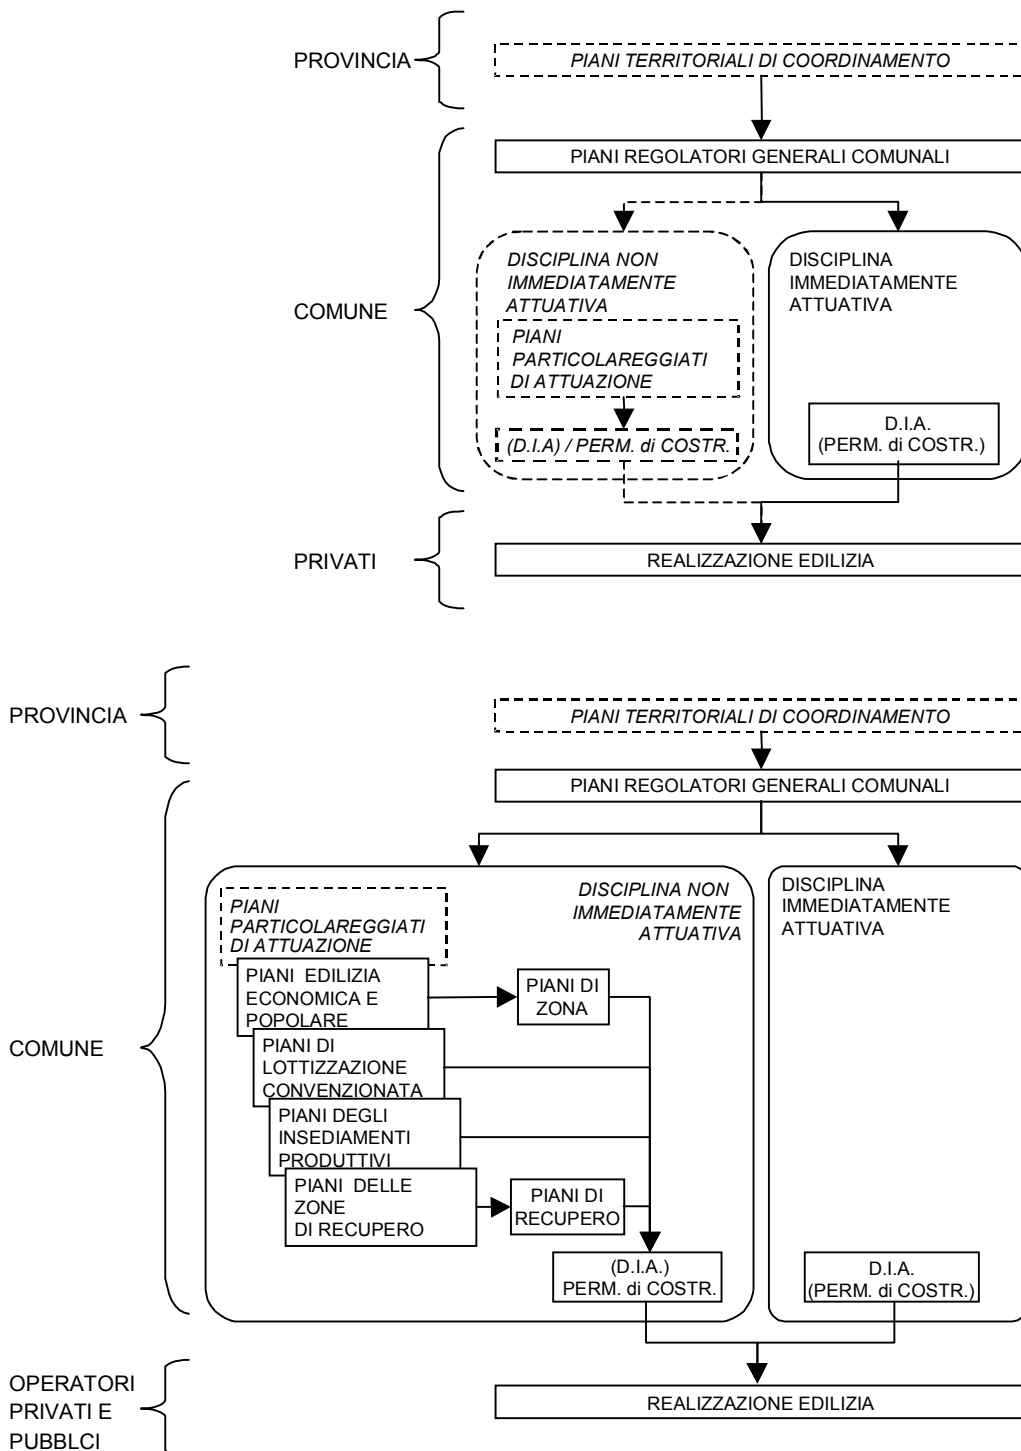 PROVINCIA
PIANI TERRITORIALI DI COORDINAMENTO
PIANI REGOLATORI GENERALI COMUNALI
COMUNE
DISCIPLINA NON
IMMEDIATAMENTE
ATTUATIVA
PIANI
PARTICOLAREGGIATI
DI ATTUAZIONE
(D.I.A) / PERM. di COSTR.
DISCIPLINA
IMMEDIATAMENTE
ATTUATIVA
D.I.A.
(PERM. di COSTR.)
PRIVATI
REALIZZAZIONE EDILIZIA
PROVINCIA
PIANI TERRITORIALI DI COORDINAMENTO
PIANI REGOLATORI GENERALI COMUNALI
COMUNE
DISCIPLINA NON
IMMEDIATAMENTE
ATTUATIVA
PIANI
PARTICOLAREGGIATI
DI ATTUAZIONE
PIANI EDILIZIA
ECONOMICA E
POPOLARE
PIANI DI
ZONA
PIANI DI
LOTTIZZAZIONE
CONVENZIONATA
PIANI DEGLI
INSEDIAMENTI
PRODUTTIVI
PIANI DELLE
ZONE
DI RECUPERO
PIANI DI
RECUPERO
(D.I.A.)
PERM. di COSTR.
DISCIPLINA
IMMEDIATAMENTE
ATTUATIVA
D.I.A.
(PERM. di COSTR.)
OPERATORI
PRIVATI E
PUBBLCI
REALIZZAZIONE EDILIZIA